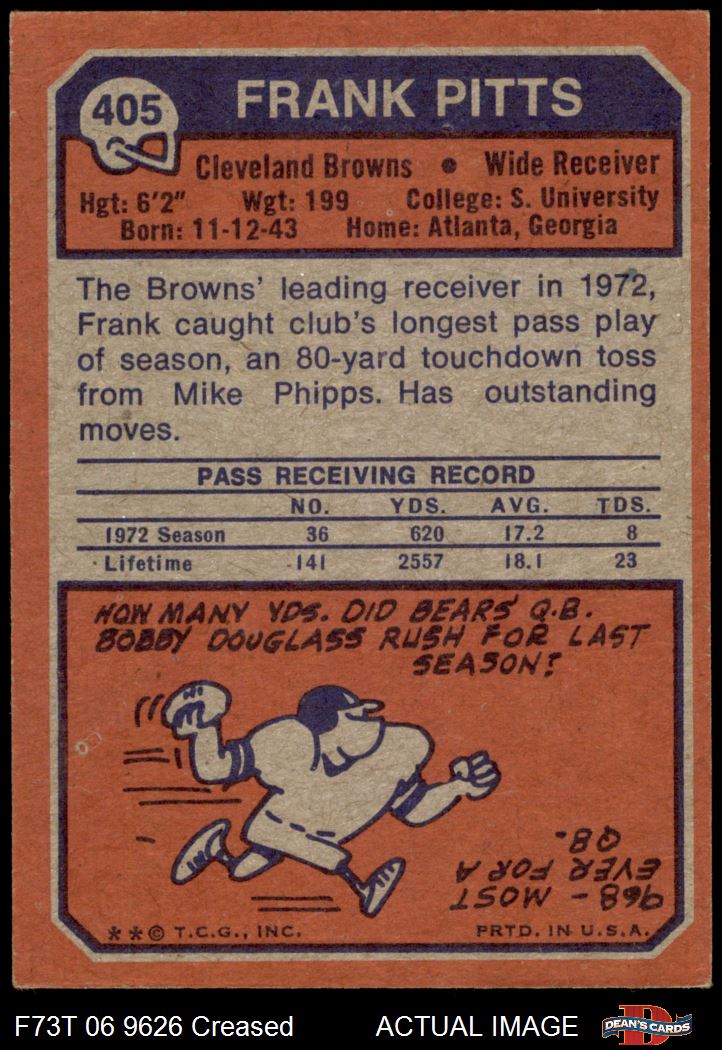 405
FRANK PITTS
Cleveland Browns • Wide Receiver
Hgt: 6'2" Wgt: 199 College: S. University
Born: 11-12-43 Home: Atlanta, Georgia
The Browns' leading receiver in 1972,
Frank caught club's longest pass play
of season, an 80-yard touchdown toss
from Mike Phipps. Has outstanding
moves.
PASS RECEIVING RECORD
NO. YDS. AVG. TDS.
1972 Season 36 620 17.2 8
Lifetime 141 2557 18.1 23
HOW MANY YDS. DID BEARS' Q.B.
BOBBY DOUGLASS RUSH FOR LAST
SEASON?
968 - MOST
EVER FOR A
QB.
**© T.C.G., INC. PRTD. IN U.S.A.
F73T 06 9626 Creased ACTUAL IMAGE
D
DEAN'S CARDS